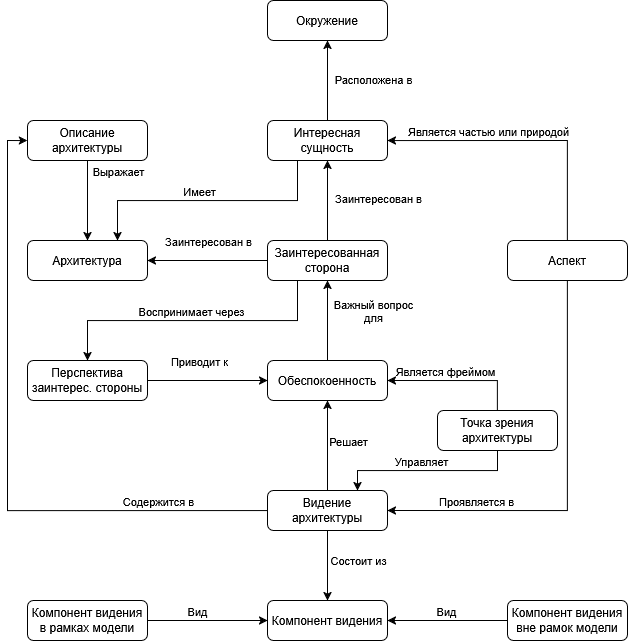 Окружение
Расположена в
Описание
архитектуры
Интересная
сущность
Является частью или природой
Выражает
Имеет
Заинтересован в
Архитектура
Заинтересован в
Заинтересованная
сторона
Аспект
Воспринимает через
Важный вопрос
для
Перспектива
заинтерес. стороны
Приводит к
Обеспокоенность
Является фреймом
Точка зрения
архитектуры
Решает
Управляет
Содержится в
Видение
архитектуры
Проявляется в
Состоит из
Компонент видения
в рамках модели
Вид
Компонент видения
Вид
Компонент видения
вне рамок модели